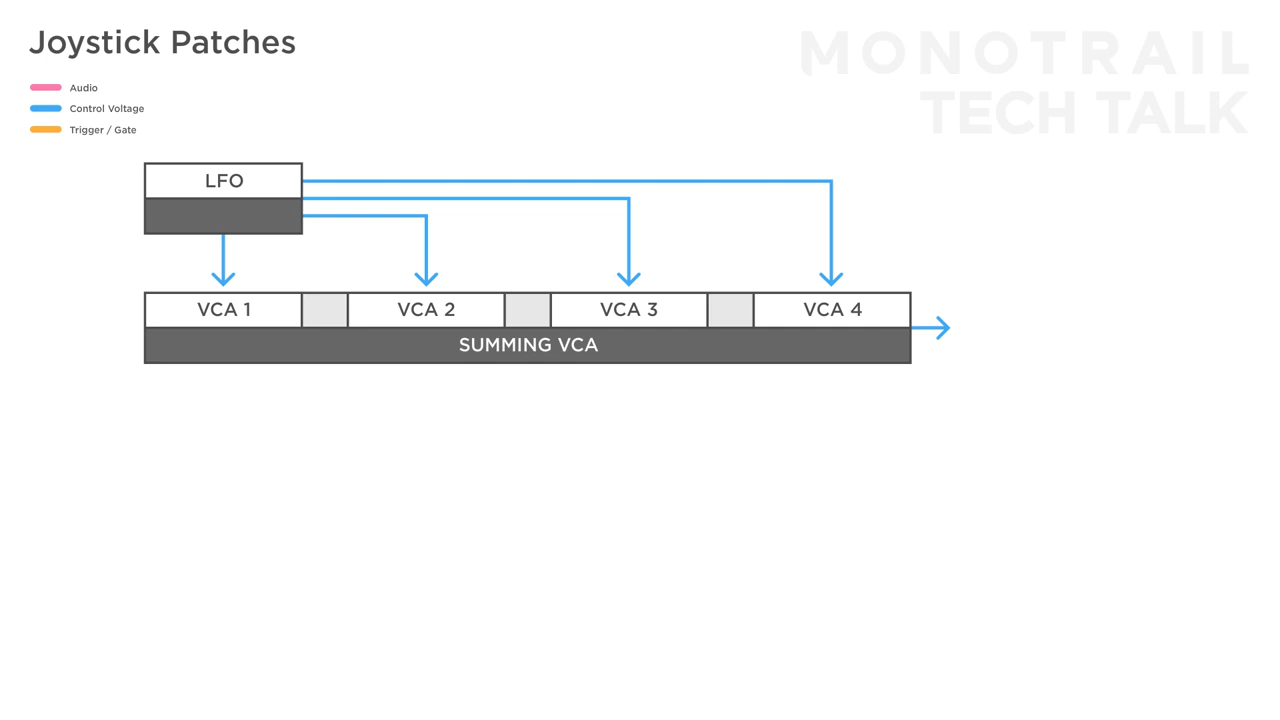 Joystick Patches
MONOTRAIL
TECH TALK
Audio
Control Voltage
Trigger / Gate
LFO
VCA 1
VCA 2
VCA 3
VCA 4
SUMMING VCA